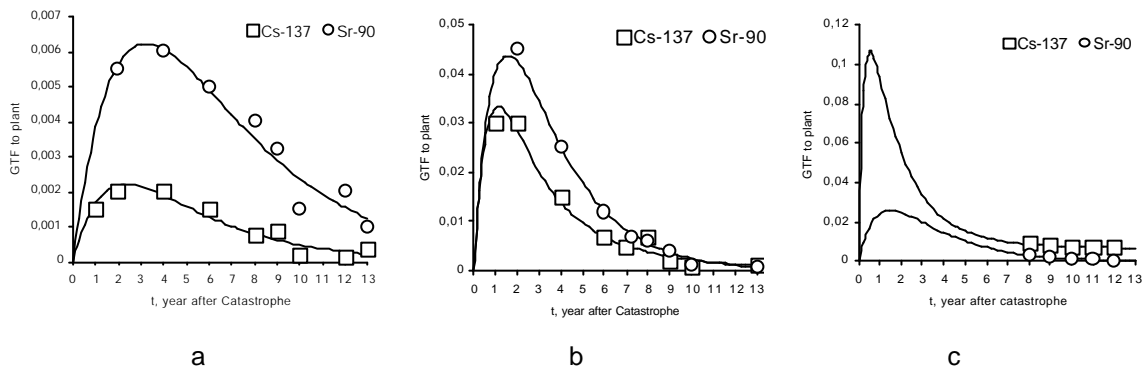 0,007
0,006
0,005
0,004
0,003
0,002
0,001
0
GTF to plant
Cs-137 Sr-90
0 1 2 3 4 5 6 7 8 9 10 11 12 13
t, year after Catastrophe
a
0,05
0,04
0,03
0,02
0,01
0
GTF to plant
Cs-137 Sr-90
0 1 2 3 4 5 6 7 8 9 10 11 12 13
t, year after Catastrophe
b
0,12
0,1
0,08
0,06
0,04
0,02
0
GTF to plant
Cs-137 Sr-90
0 1 2 3 4 5 6 7 8 9 10 11 12 13
t, year after catastrophe
c